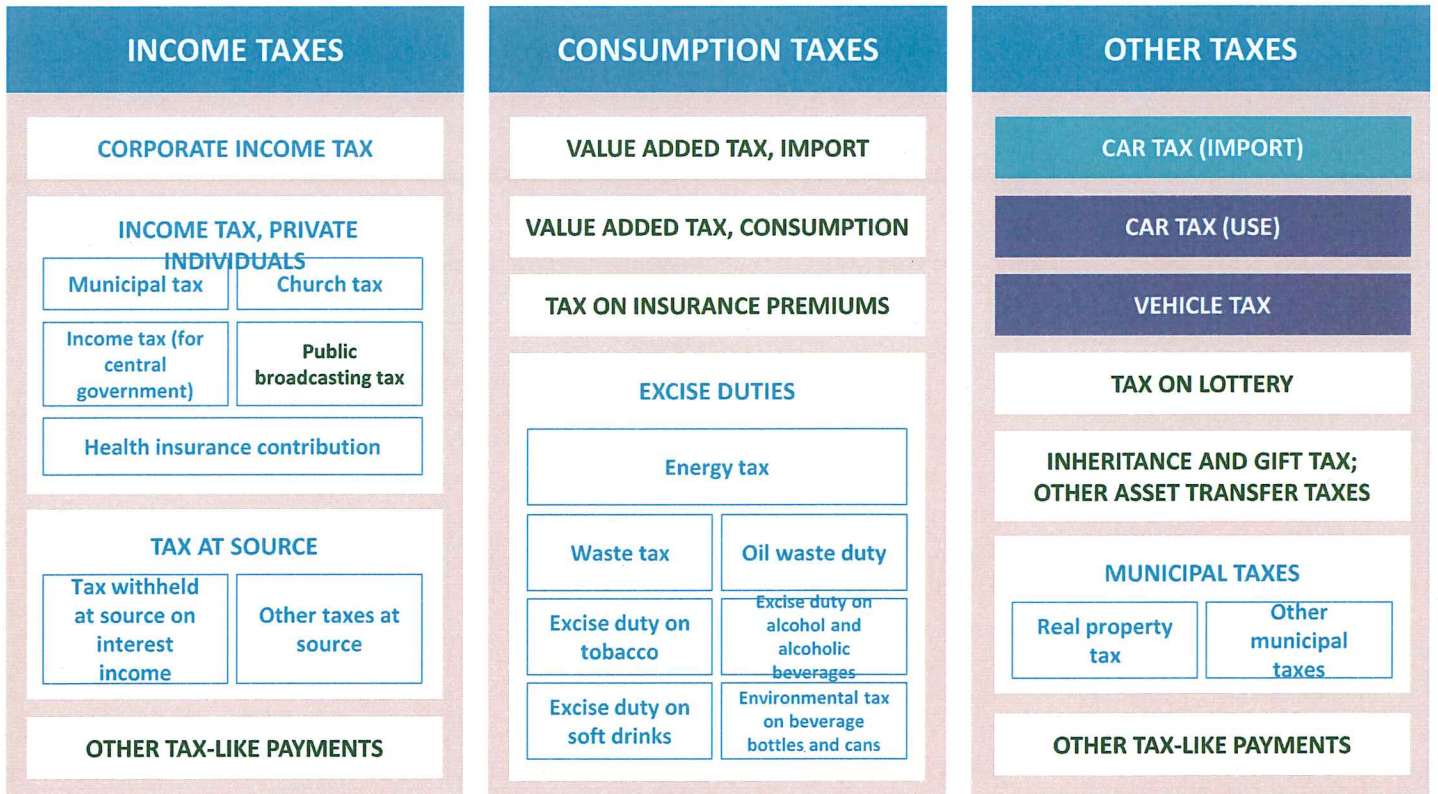 INCOME TAXES
CORPORATE INCOME TAX
INCOME TAX, PRIVATE
INDIVIDUALS
Municipal tax
Church tax
Income tax (for
central
government)
Public
broadcasting tax
Health insurance contribution
TAX AT SOURCE
Tax withheld
at source on
interest
income
Other taxes at
source
OTHER TAX-LIKE PAYMENTS
CONSUMPTION TAXES
VALUE ADDED TAX, IMPORT
VALUE ADDED TAX, CONSUMPTION
TAX ON INSURANCE PREMIUMS
EXCISE DUTIES
Energy tax
Waste tax
Oil waste duty
Excise duty on
tobacco
Excise duty on
alcohol and
alcoholic
beverages
Excise duty on
soft drinks
Environmental tax
on beverage
bottles and cans
OTHER TAXES
CAR TAX (IMPORT)
CAR TAX (USE)
VEHICLE TAX
TAX ON LOTTERY
INHERITANCE AND GIFT TAX;
OTHER ASSET TRANSFER TAXES
MUNICIPAL TAXES
Real property
tax
Other
municipal
taxes
OTHER TAX-LIKE PAYMENTS